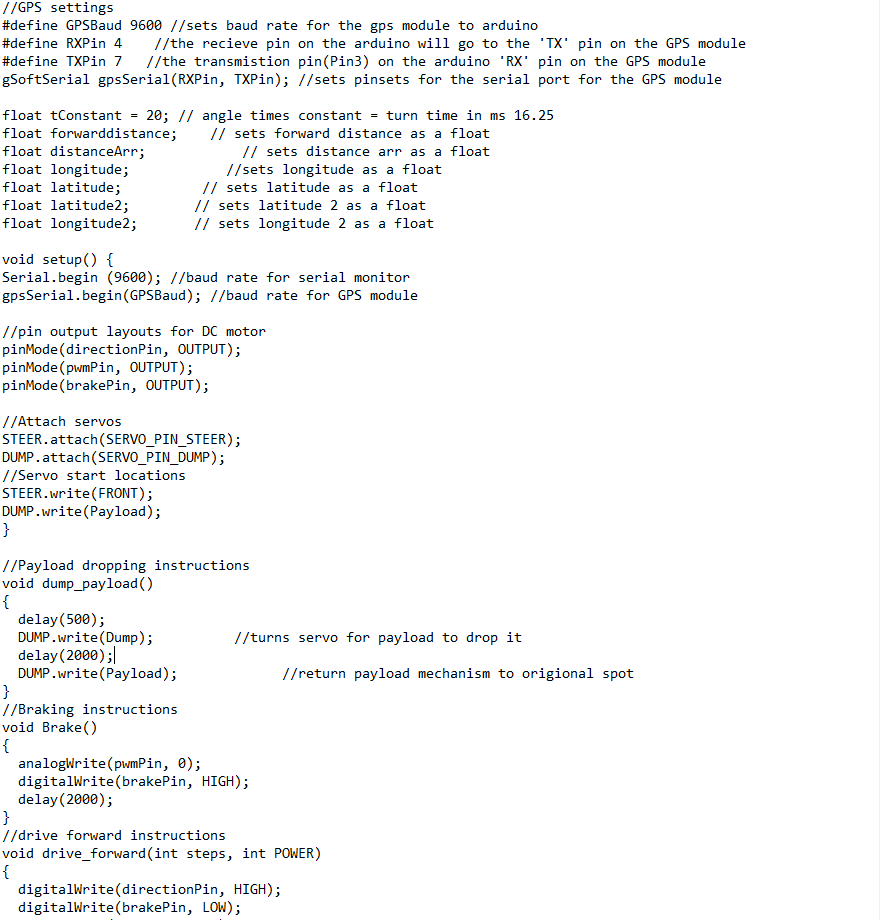 //GPS settings
#define GPSBaud 9600 //sets baud rate for the gps module to arduino
#define RXPin 4    //the recieve pin on the arduino will go to the 'TX' pin on the GPS module
#define TXPin 7   //the transmistion pin(Pin3) on the arduino 'RX' pin on the GPS module
gSoftSerial gpsSerial(RXPin, TXPin); //sets pinsets for the serial port for the GPS module

float tConstant = 20; // angle times constant = turn time in ms 16.25
float forwarddistance;    // sets forward distance as a float
float distanceArr;            // sets distance arr as a float
float longitude;            //sets longitude as a float
float latitude;          // sets latitude as a float
float latitude2;        // sets latitude 2 as a float
float longitude2;       // sets longitude 2 as a float

void setup() {
Serial.begin (9600); //baud rate for serial monitor
gpsSerial.begin(GPSBaud); //baud rate for GPS module

//pin output layouts for DC motor
pinMode(directionPin, OUTPUT);
pinMode(pwmPin, OUTPUT);
pinMode(brakePin, OUTPUT);

//Attach servos
STEER.attach(SERVO_PIN_STEER);
DUMP.attach(SERVO_PIN_DUMP);
//Servo start locations
STEER.write(FRONT);
DUMP.write(Payload);
}

//Payload dropping instructions
void dump_payload()
{
  delay(500);
  DUMP.write(Dump);          //turns servo for payload to drop it
  delay(2000);
  DUMP.write(Payload);             //return payload mechanism to origional spot
}
//Braking instructions
void Brake()
{
  analogWrite(pwmPin, 0);
  digitalWrite(brakePin, HIGH);
  delay(2000);
}
//drive forward instructions
void drive_forward(int steps, int POWER)
{
  digitalWrite(directionPin, HIGH);
  digitalWrite(brakePin, LOW);